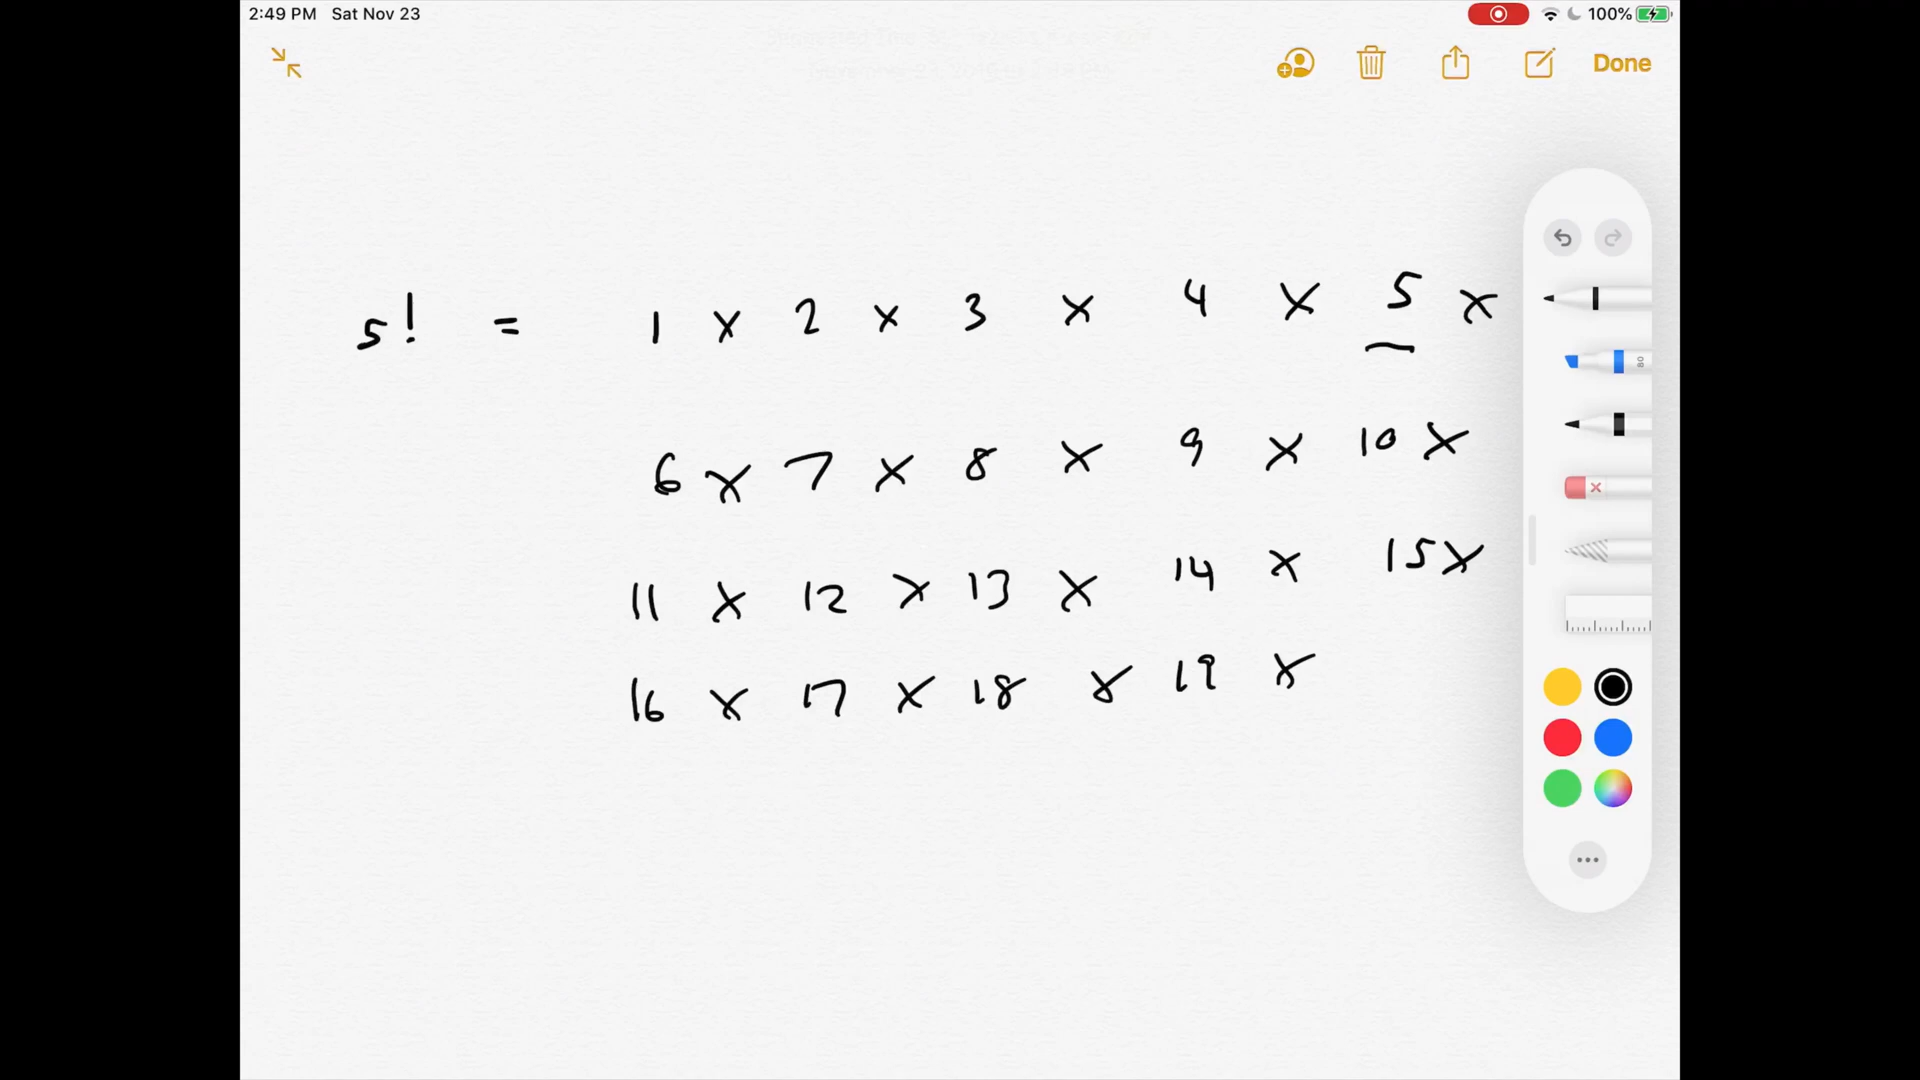 2:49 PM Sat Nov 23 100%
Done
5! = 1 x 2 x 3 x 4 x 5 x
6 x 7 x 8 x 9 x 10 x
11 x 12 x 13 x 14 x 15 x
16 x 17 x 18 x 19 x
80